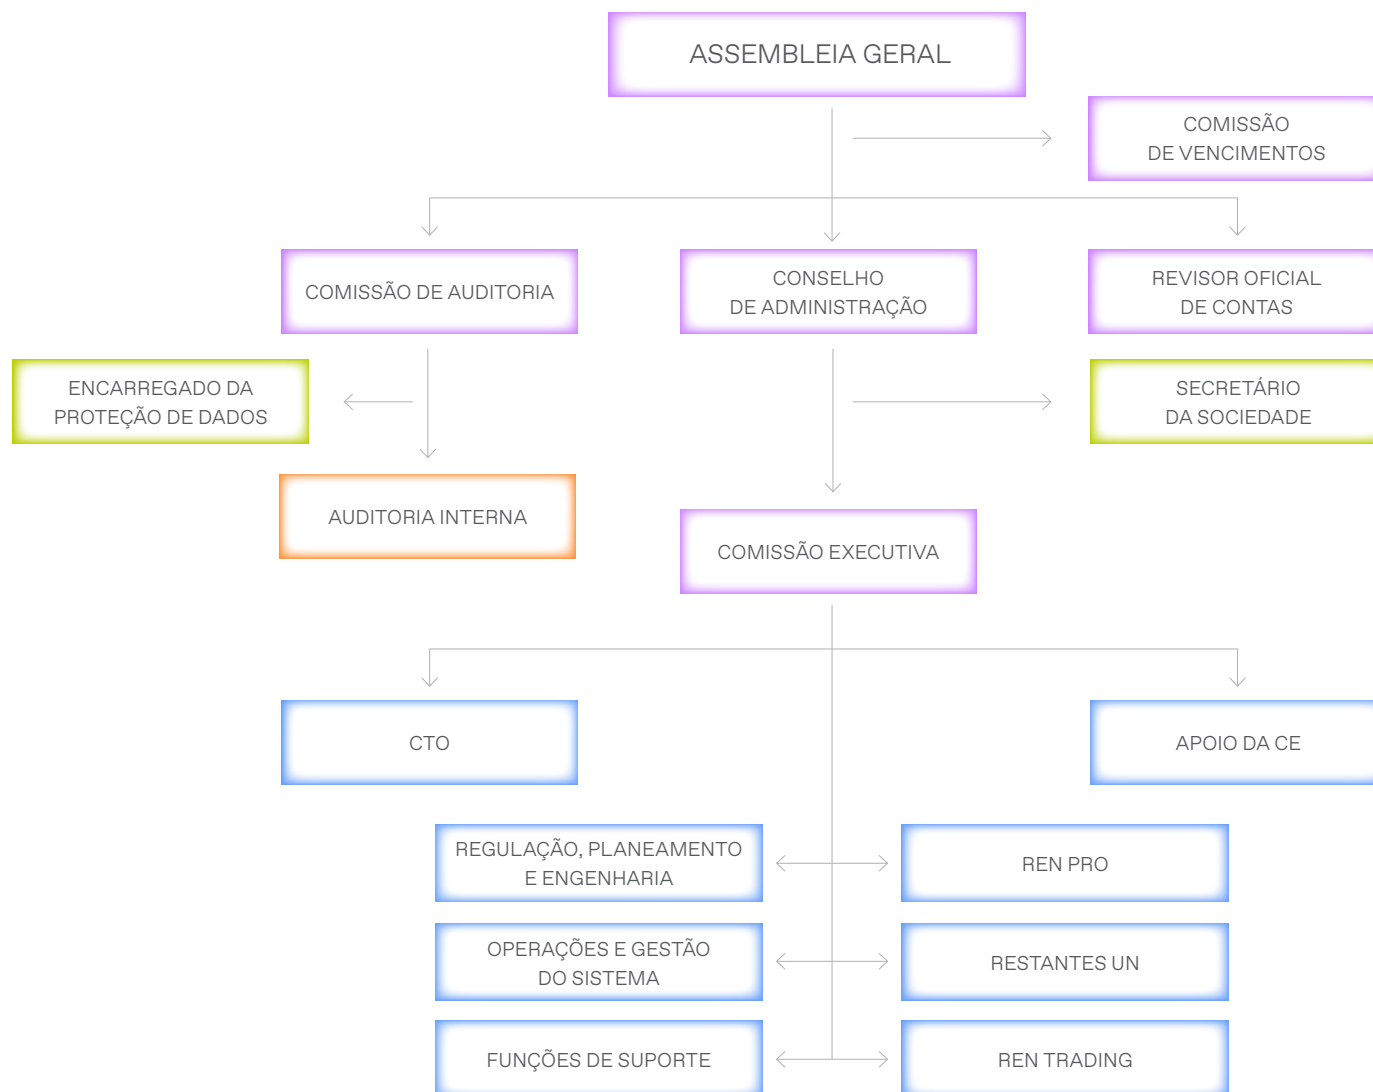 ASSEMBLEIA GERAL
COMISSÃO
DE VENCIMENTOS
COMISSÃO DE AUDITORIA
CONSELHO
DE ADMINISTRAÇÃO
REVISOR OFICIAL
DE CONTAS
ENCARREGADO DA
PROTEÇÃO DE DADOS
SECRETÁRIO
DA SOCIEDADE
AUDITORIA INTERNA
COMISSÃO EXECUTIVA
CTO
APOIO DA CE
REGULAÇÃO, PLANEAMENTO
E ENGENHARIA
REN PRO
OPERAÇÕES E GESTÃO
DO SISTEMA
RESTANTES UN
FUNÇÕES DE SUPORTE
REN TRADING